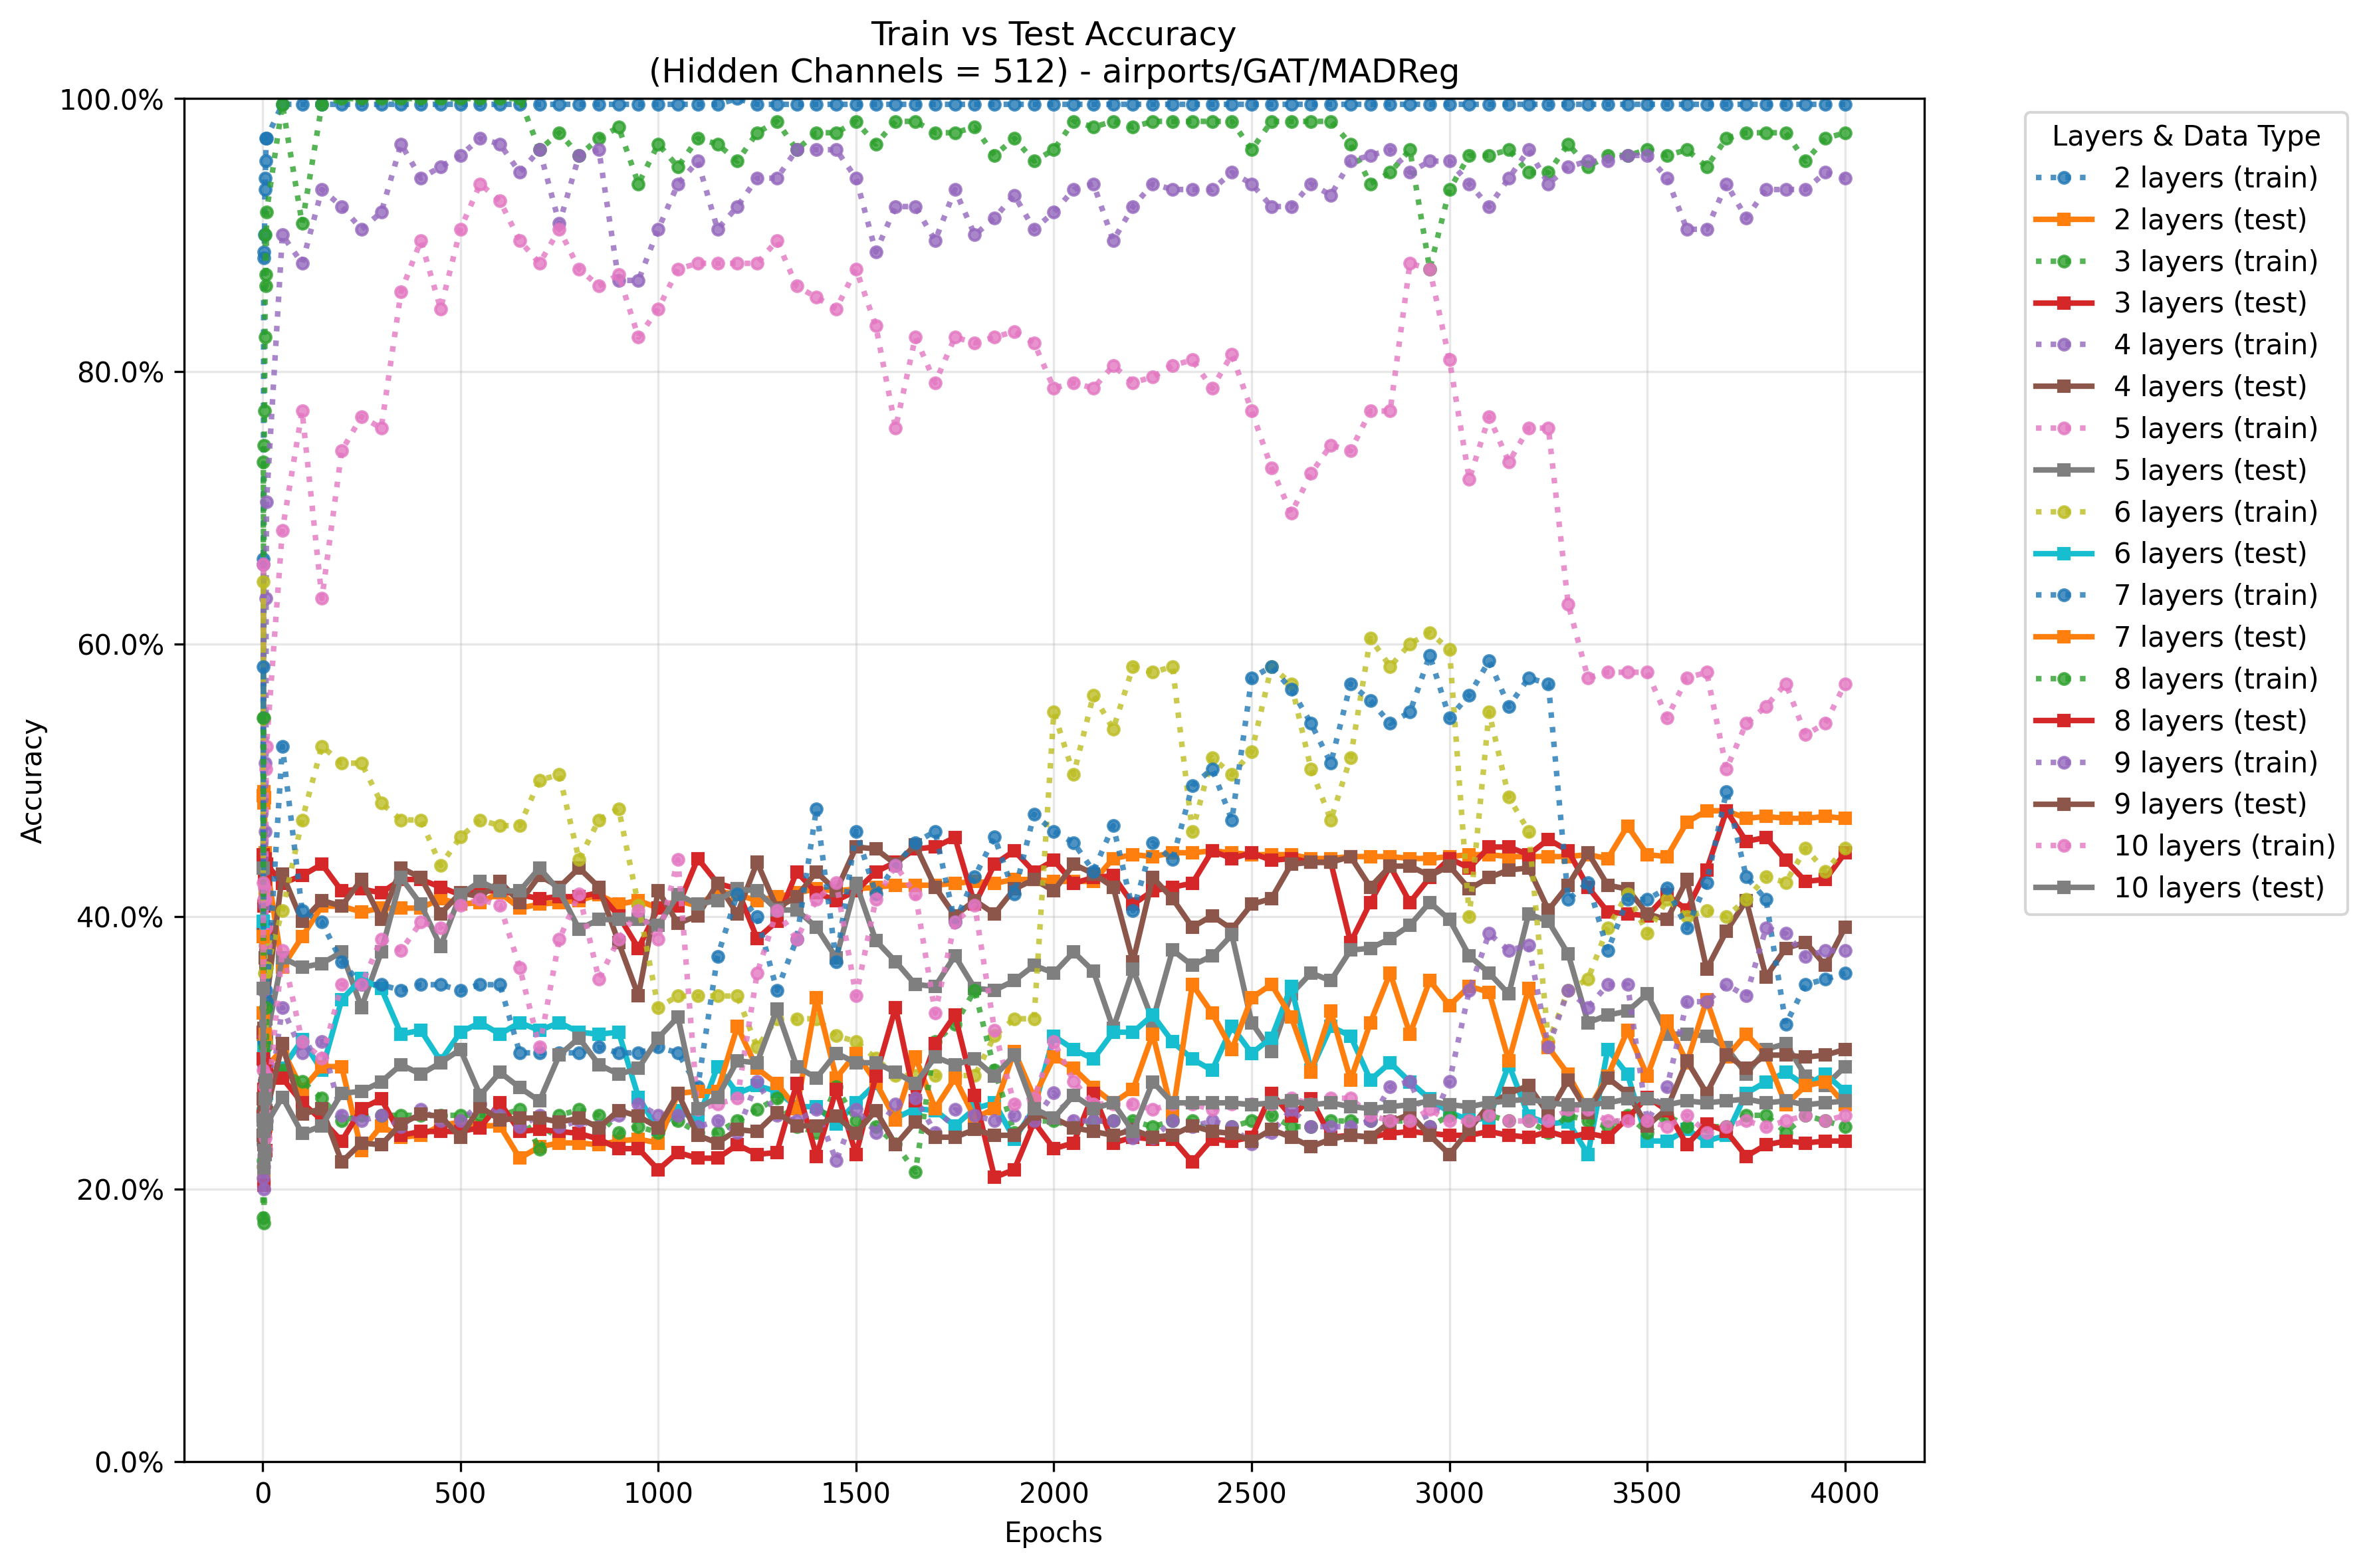 Train vs Test Accuracy
(Hidden Channels = 512) - airports/GAT/MADReg
100.0%
80.0%
60.0%
40.0%
20.0%
0.0%
Accuracy
0
500
1000
1500
2000
2500
3000
3500
4000
Epochs
Layers & Data Type
2 layers (train)
2 layers (test)
3 layers (train)
3 layers (test)
4 layers (train)
4 layers (test)
5 layers (train)
5 layers (test)
6 layers (train)
6 layers (test)
7 layers (train)
7 layers (test)
8 layers (train)
8 layers (test)
9 layers (train)
9 layers (test)
10 layers (train)
10 layers (test)